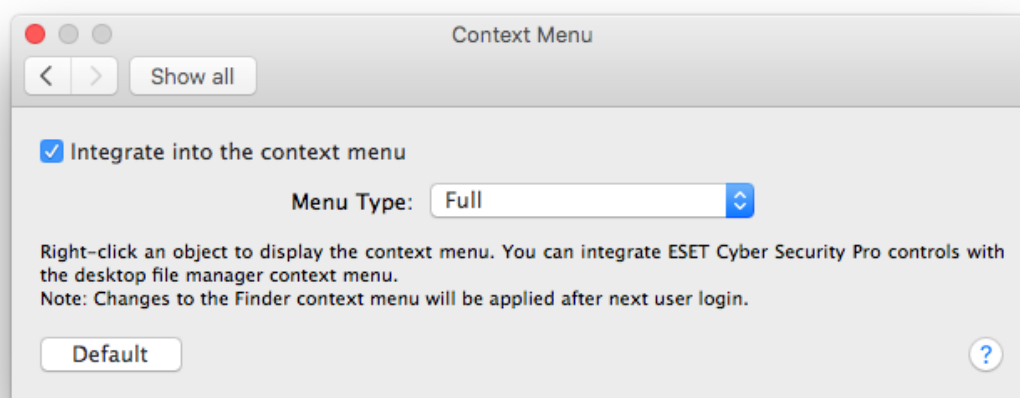 Context Menu
Show all
Integrate into the context menu
Menu Type: Full
Right-click an object to display the context menu. You can integrate ESET Cyber Security Pro controls with
the desktop file manager context menu.
Note: Changes to the Finder context menu will be applied after next user login.
Default ?